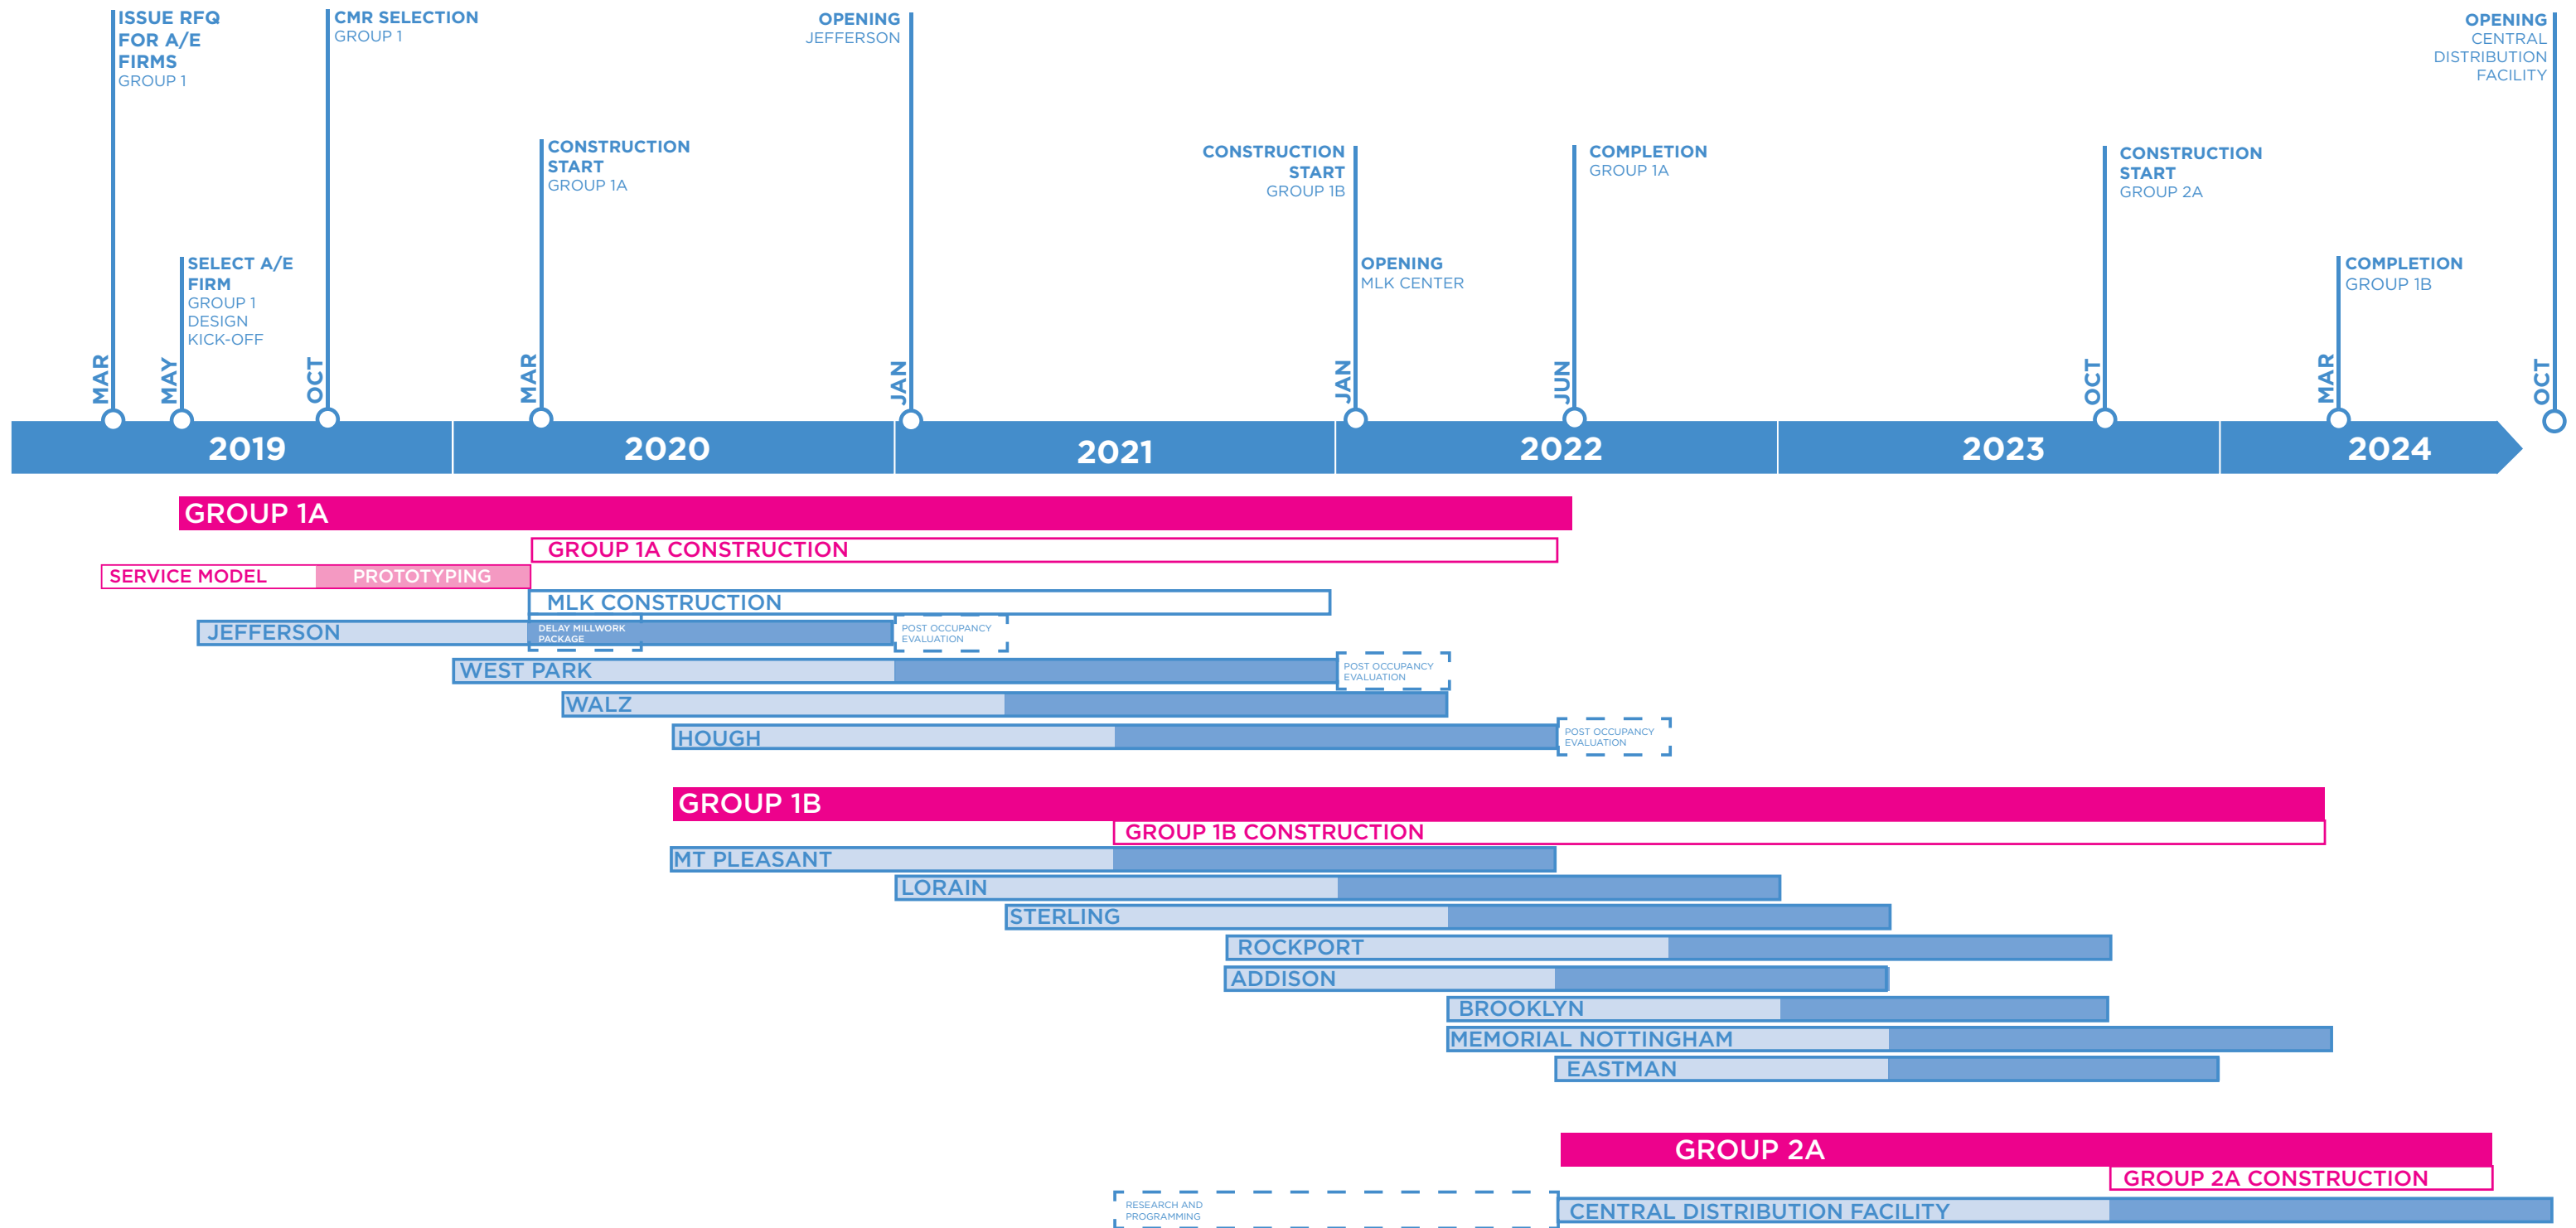 ISSUE RFQ
FOR A/E
FIRMS
GROUP 1
CMR SELECTION
GROUP 1
OPENING
JEFFERSON
OPENING
CENTRAL
DISTRIBUTION
FACILITY
CONSTRUCTION
START
GROUP 1A
CONSTRUCTION
START
GROUP 1B
COMPLETION
GROUP 1A
CONSTRUCTION
START
GROUP 2A
SELECT A/E
FIRM
GROUP 1
DESIGN
KICK-OFF
OPENING
MLK CENTER
COMPLETION
GROUP 1B
MAR
MAY
OCT
MAR
JAN
JAN
JUN
OCT
MAR
OCT
2019
2020
2021
2022
2023
2024
GROUP 1A
GROUP 1A CONSTRUCTION
SERVICE MODEL
PROTOTYPING
MLK CONSTRUCTION
JEFFERSON
DELAY MILLWORK
PACKAGE
POST OCCUPANCY
EVALUATION
WEST PARK
POST OCCUPANCY
EVALUATION
WALZ
HOUGH
POST OCCUPANCY
EVALUATION
GROUP 1B
GROUP 1B CONSTRUCTION
MT PLEASANT
LORAIN
STERLING
ROCKPORT
ADDISON
BROOKLYN
MEMORIAL NOTTINGHAM
EASTMAN
GROUP 2A
GROUP 2A CONSTRUCTION
RESEARCH AND
PROGRAMMING
CENTRAL DISTRIBUTION FACILITY